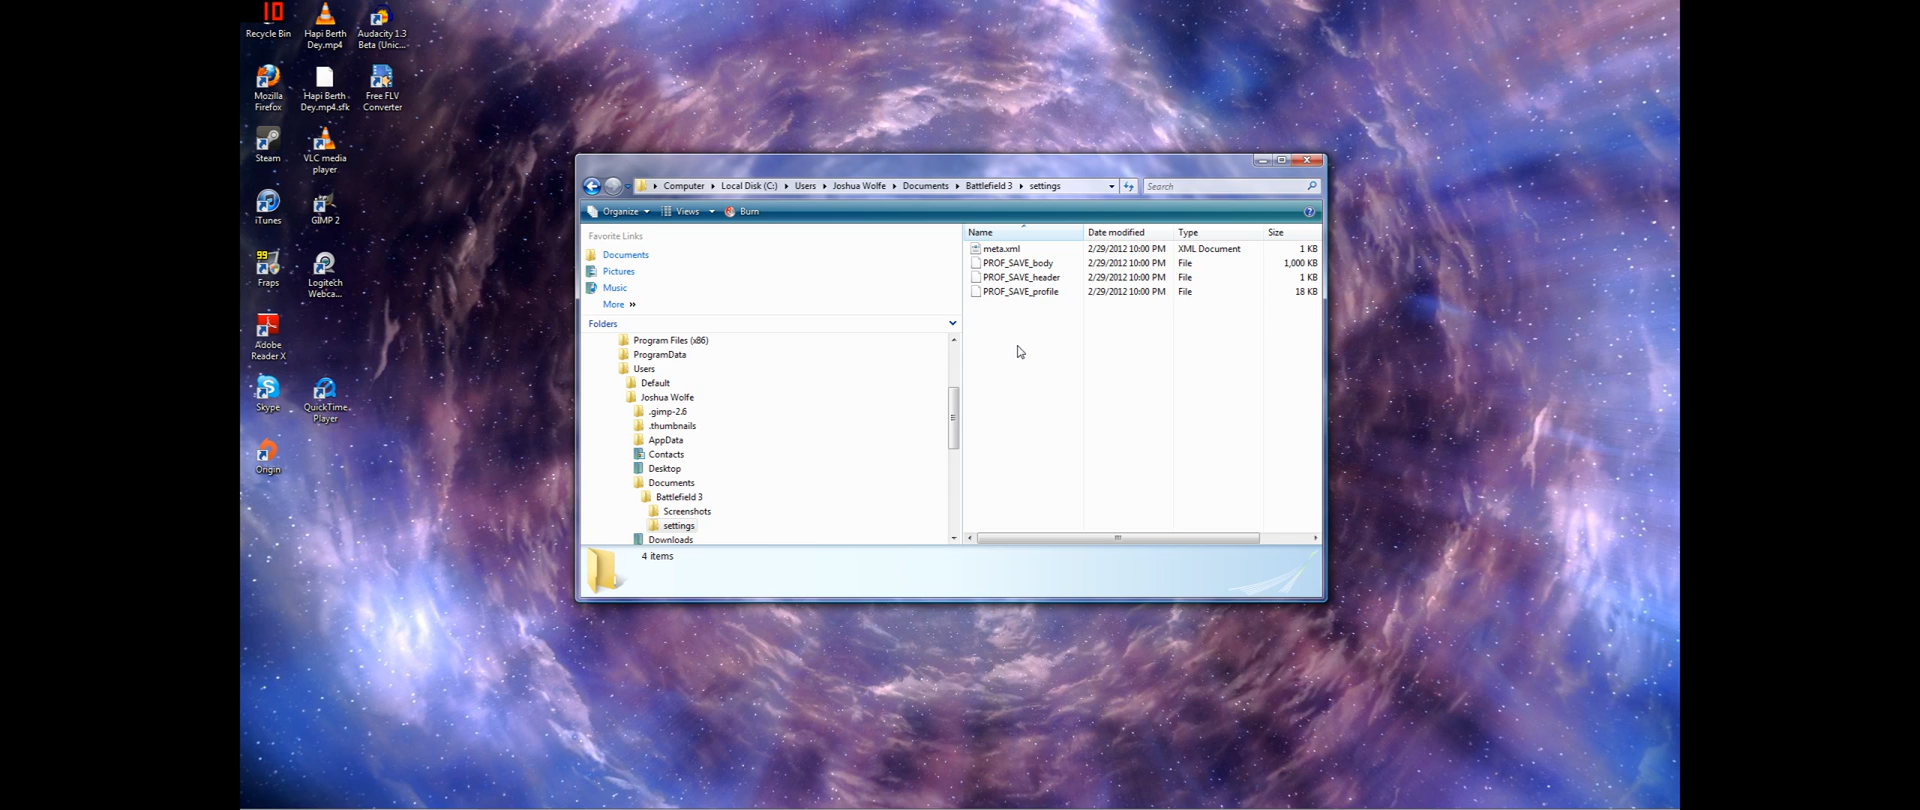 10
Recycle Bin
Hapi Berth
Dey.mp4
Audacity 1.3
Beta (Unic...
Mozilla
Firefox
Hapi Berth
Dey.mp4.sfk
Free FLV
Converter
Steam
VLC media
player
iTunes
GIMP 2
99
Fraps
Logitech
Webca...
Adobe
Reader X
Skype
QuickTime
Player
Origin
Computer Local Disk (C:) Users Joshua Wolfe Documents Battlefield 3 settings
Search
Organize Views Burn
Favorite Links
Documents
Pictures
Music
More
Folders
Program Files (x86)
ProgramData
Users
Default
Joshua Wolfe
.gimp-2.6
.thumbnails
AppData
Contacts
Desktop
Documents
Battlefield 3
Screenshots
settings
Downloads
Name Date modified Type Size
meta.xml 2/29/2012 10:00 PM XML Document 1 KB
PROF_SAVE_body 2/29/2012 10:00 PM File 1,000 KB
PROF_SAVE_header 2/29/2012 10:00 PM File 1 KB
PROF_SAVE_profile 2/29/2012 10:00 PM File 18 KB
4 items